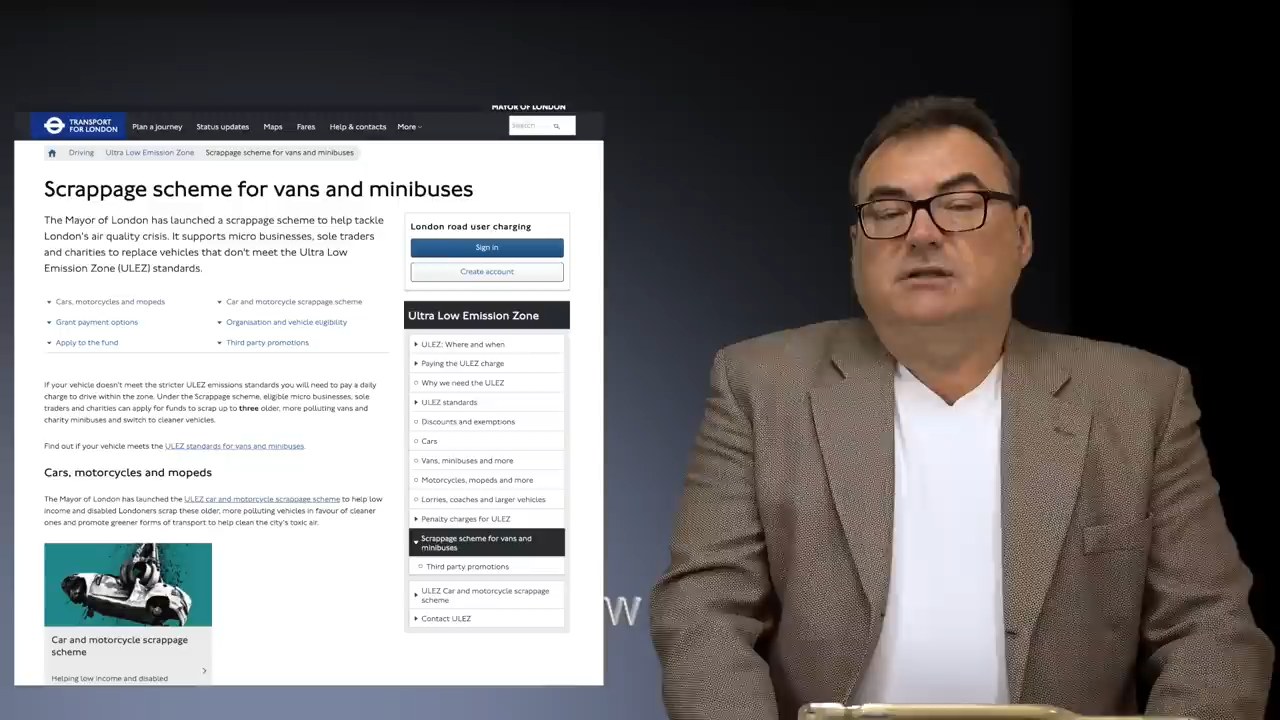 MAYOR OF LONDON
TRANSPORT
FOR LONDON
Plan a journey
Status updates
Maps
Fares
Help & contacts
More
Search
Driving
Ultra Low Emission Zone
Scrappage scheme for vans and minibuses
Scrappage scheme for vans and minibuses
The Mayor of London has launched a scrappage scheme to help tackle
London's air quality crisis. It supports micro businesses, sole traders
and charities to replace vehicles that don't meet the Ultra Low
Emission Zone (ULEZ) standards.
Cars, motorcycles and mopeds
Car and motorcycle scrappage scheme
Grant payment options
Organisation and vehicle eligibility
Apply to the fund
Third party promotions
If your vehicle doesn't meet the stricter ULEZ emissions standards you will need to pay a daily
charge to drive within the zone. Under the Scrappage scheme, eligible micro businesses, sole
traders and charities can apply for funds to scrap up to three older, more polluting vans and
charity minibuses and switch to cleaner vehicles.
Find out if your vehicle meets the ULEZ standards for vans and minibuses.
Cars, motorcycles and mopeds
The Mayor of London has launched the ULEZ car and motorcycle scrappage scheme to help low
income and disabled Londoners scrap these older, more polluting vehicles in favour of cleaner
ones and promote greener forms of transport to help clean the city's toxic air.
Car and motorcycle scrappage
scheme
Helping low income and disabled
London road user charging
Sign in
Create account
Ultra Low Emission Zone
ULEZ: Where and when
Paying the ULEZ charge
Why we need the ULEZ
ULEZ standards
Discounts and exemptions
Cars
Vans, minibuses and more
Motorcycles, mopeds and more
Lorries, coaches and larger vehicles
Penalty charges for ULEZ
Scrappage scheme for vans and
minibuses
Third party promotions
ULEZ Car and motorcycle scrappage
scheme
Contact ULEZ
W